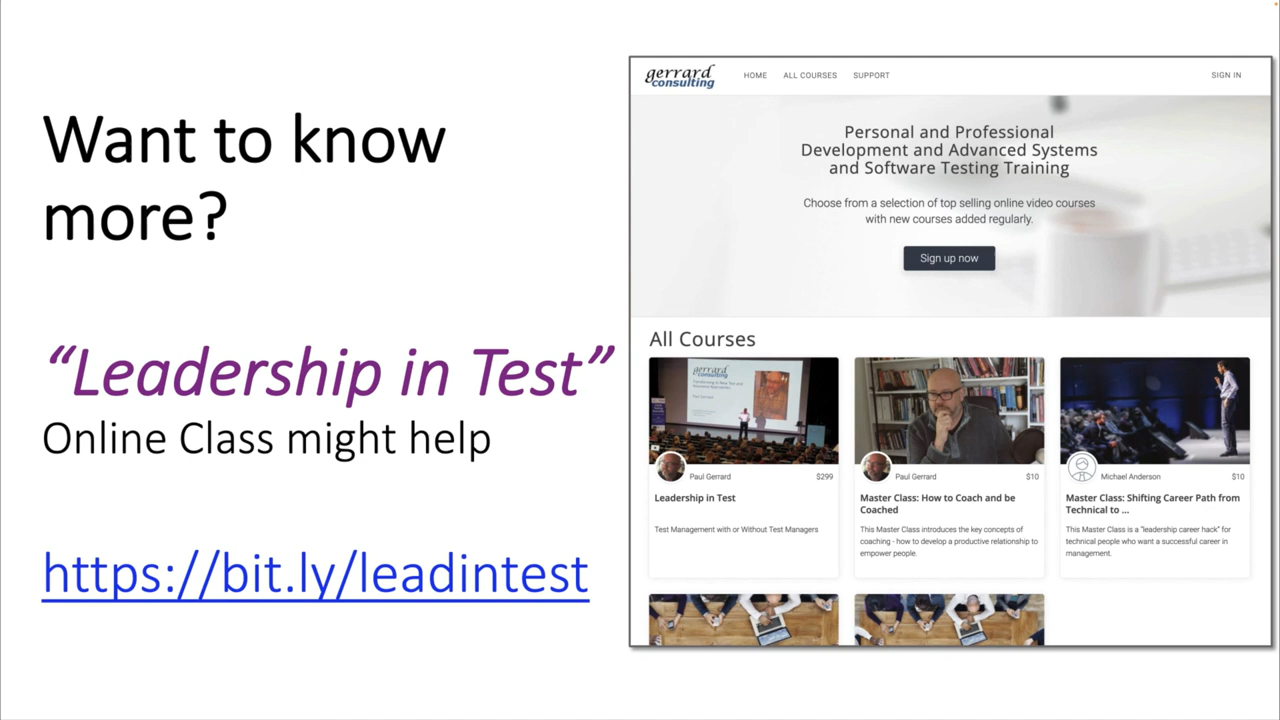 Want to know
more?
“Leadership in Test”
Online Class might help
https://bit.ly/leadintest
gerrard
consulting
HOME
ALL COURSES
SUPPORT
SIGN IN
Personal and Professional
Development and Advanced Systems
and Software Testing Training
Choose from a selection of top selling online video courses
with new courses added regularly.
Sign up now
All Courses
gerrard
consulting
Paul Gerrard
Paul Gerrard
$299
Leadership in Test
Test Management with or Without Test Managers
Paul Gerrard
$10
Master Class: How to Coach and be
Coached
This Master Class introduces the key concepts of
coaching - how to develop a productive relationship to
empower people.
Michael Anderson
$10
Master Class: Shifting Career Path from
Technical to ...
This Master Class is a "leadership career hack" for
technical people who want a successful career in
management.